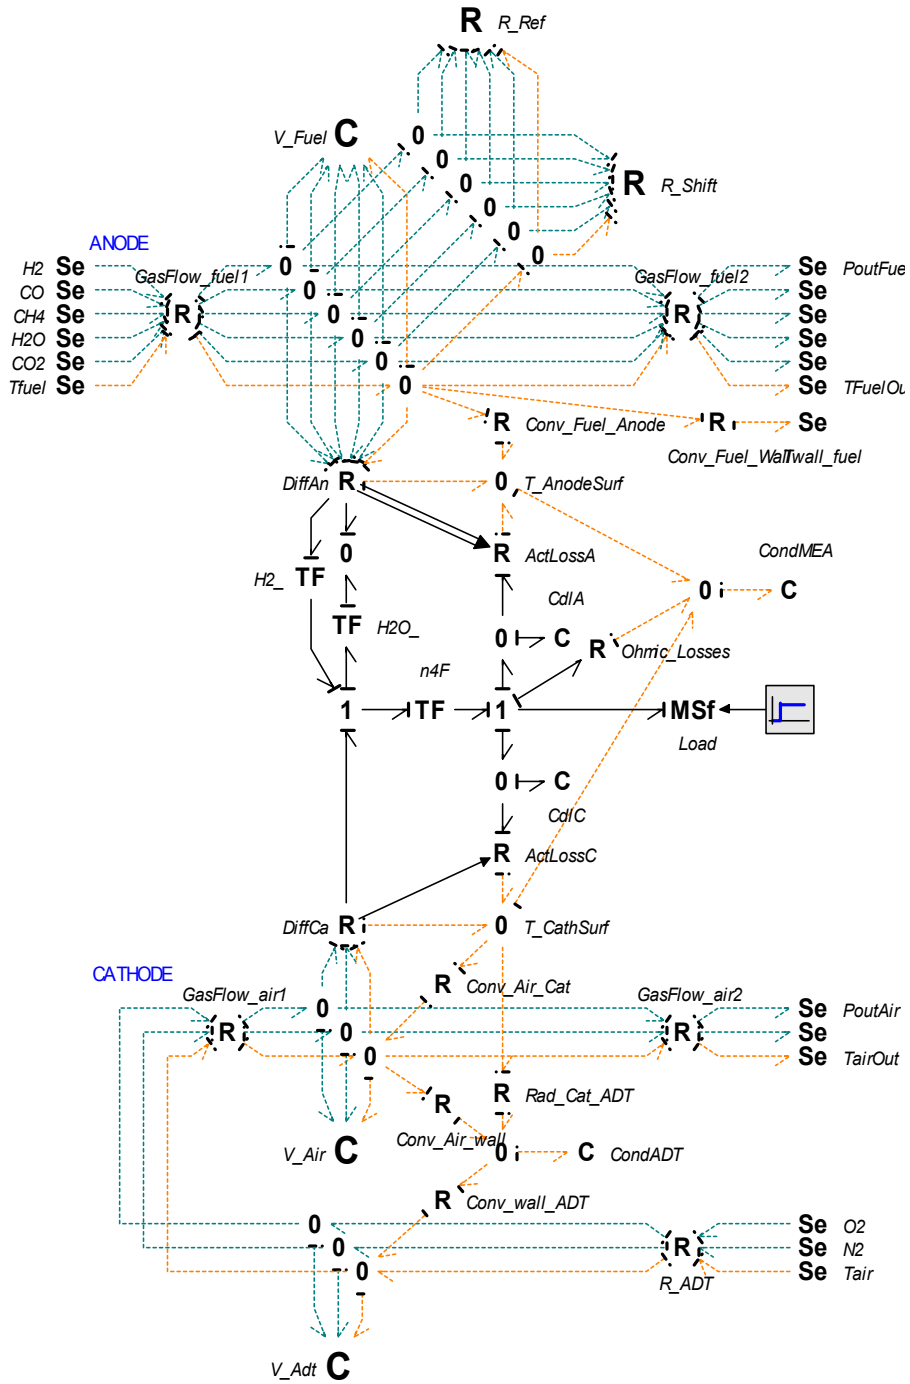 R R_Ref
V_Fuel C 0
0
R R_Shift
0
0
0
ANODE 0
H2 Se GasFlow_fuel1 0 GasFlow_fuel2 Se PoutFue
CO Se 0 Se
CH4 Se R 0 R Se
H2O Se 0 Se
CO2 Se 0 Se
Tfuel Se 0 Se TFuelOu
R Conv_Fuel_Anode R Se
Conv_Fuel_Wall Twall_fuel
DiffAn R 0 T_AnodeSurf
0 R ActLossA CondMEA
H2_ TF 0 C
CdlA
TF H2O_ 0 C R Ohmic_Losses
n4F
1 TF 1 MSf
Load
0 C
CdlC
R ActLossC
DiffCa R 0 T_CathSurf
CATHODE
GasFlow_air1 R Conv_Air_Cat GasFlow_air2
0 Se PoutAir
R 0 R Se
0 Se TairOut
R R Rad_Cat_ADT
Conv_Air_wall
V_Air C 0 C CondADT
R Conv_wall_ADT
0 Se O2
0 R Se N2
0 Se Tair
R_ADT
V_Adt C